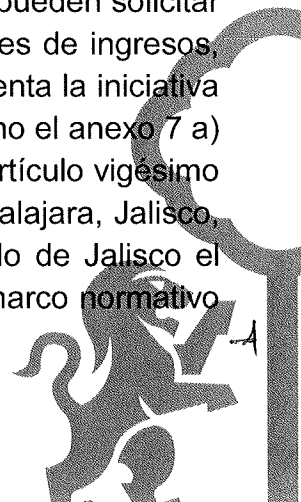 pueden solicitar
es de ingresos,
enta la iniciativa
no el anexo 7 a)
rtículo vigésimo
alajara, Jalisco,
lo de Jalisco el
narco normativo